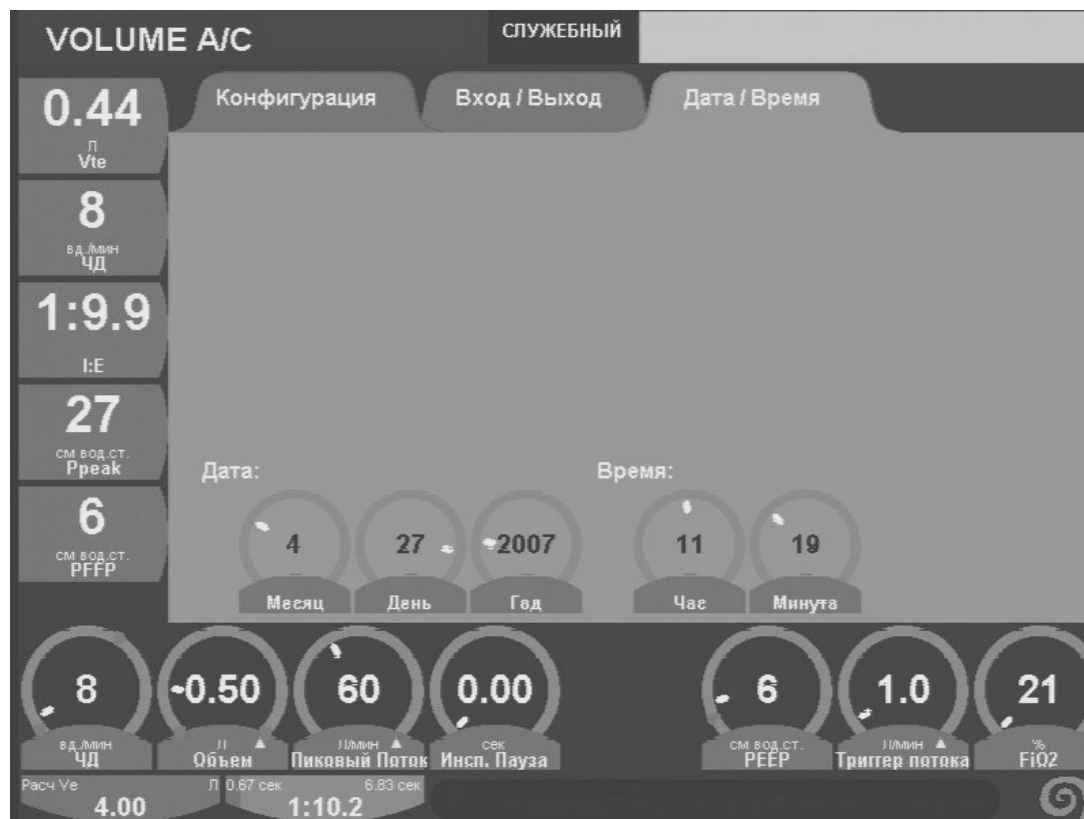 VOLUME A/C
СЛУЖЕБНЫЙ
Конфигурация
Вход / Выход
Дата / Время
0.44
Л
Vte
8
вд./мин
ЧД
1:9.9
I:E
27
см вод.ст.
Ppeak
6
см вод.ст.
PEEP
Дата:
Время:
4
27
2007
11
19
Месяц
День
Год
Час
Минута
8
0.50
60
0.00
6
1.0
21
вд./мин
Л
Л/мин
сек
см вод.ст.
Л/мин
%
ЧД
Объем
Пиковый Поток
Инсп. Пауза
PEEP
Триггер потока
FiO2
Расч Ve
Л
0.67 сек
6.83 сек
4.00
1:10.2